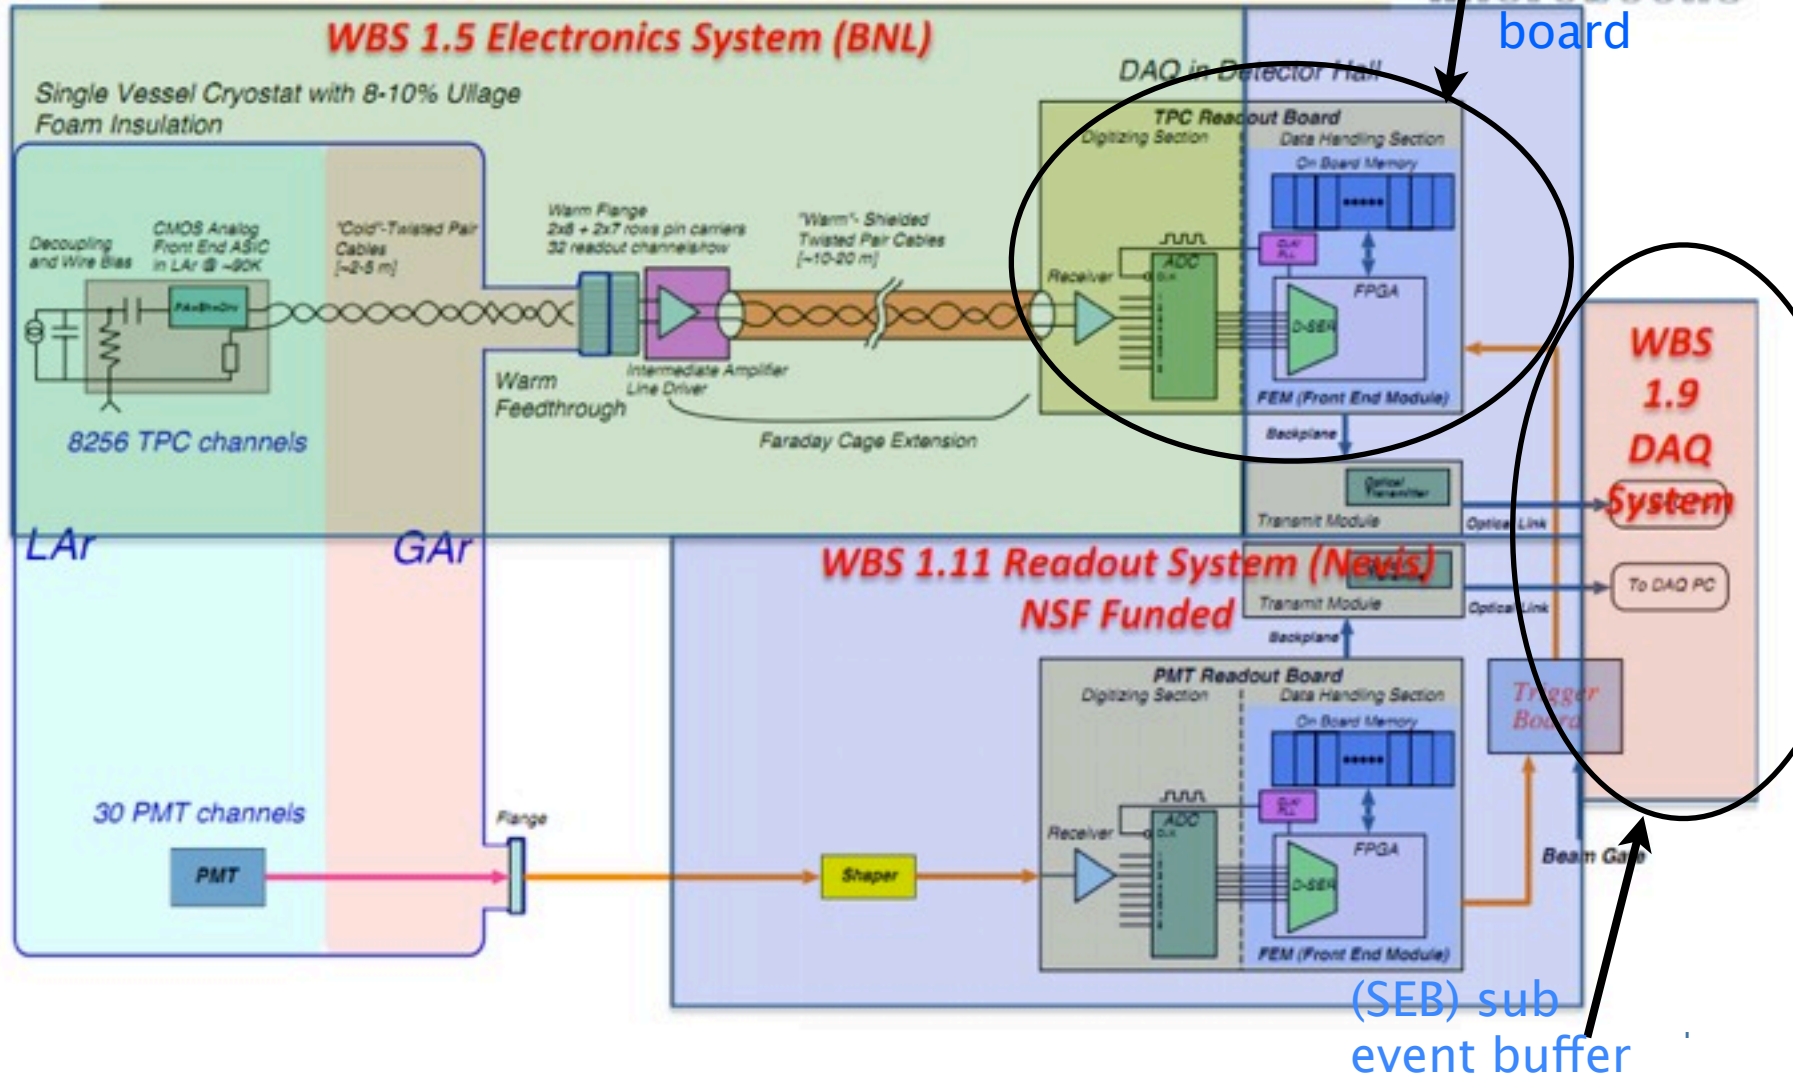 board
WBS 1.5 Electronics System (BNL)
DAQ in Detector Hall
Single Vessel Cryostat with 8-10% Ullage
Foam Insulation
TPC Readout Board
Digitizing Section
Data Handling Section
On Board Memory
Decoupling
and Wire Bias
CMOS Analog
Front End ASIC
in LAr @ ~90K
"Cold"-Twisted Pair
Cables
[~2-5 m]
Warm Flange
2x8 + 2x7 rows pin carriers
32 readout channels/row
"Warm"- Shielded
Twisted Pair Cables
[~10-20 m]
Receiver
ADC
FPGA
D-SER
Intermediate Amplifier
Line Driver
Warm
Feedthrough
FEM (Front End Module)
WBS
1.9
DAQ
System
8256 TPC channels
Faraday Cage Extension
Backplane
Optical
Transmitter
Transmit Module
Optical Link
LAr
GAr
WBS 1.11 Readout System (Nevis)
NSF Funded
Transmit Module
Optical Link
To DAQ PC
Backplane
PMT Readout Board
Digitizing Section
Data Handling Section
On Board Memory
Trigger
Board
30 PMT channels
Flange
Receiver
ADC
FPGA
D-SER
PMT
Shaper
Beam Gate
FEM (Front End Module)
(SEB) sub
event buffer